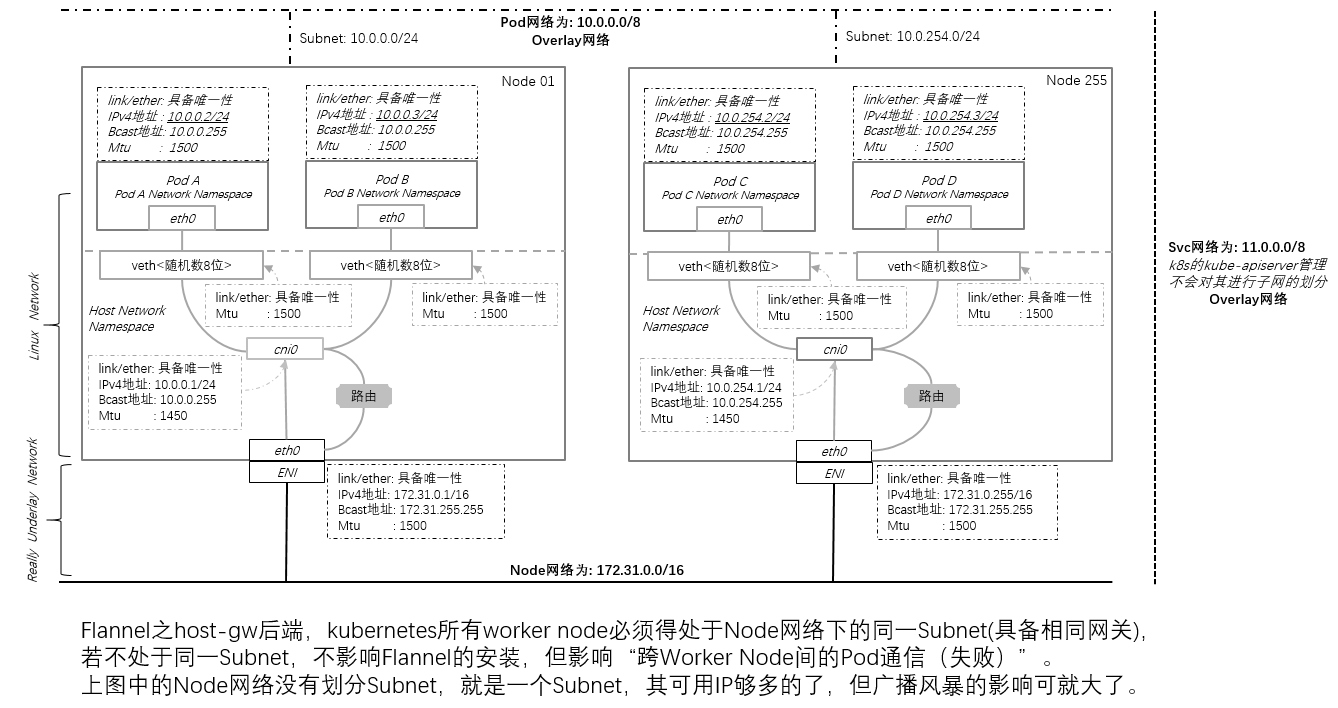 Pod网络为: 10.0.0.0/8
Overlay网络
Subnet: 10.0.0.0/24
Subnet: 10.0.254.0/24
Node 01
link/ether: 具备唯一性
IPv4地址 : 10.0.0.2/24
Bcast地址: 10.0.0.255
Mtu : 1500
link/ether: 具备唯一性
IPv4地址 : 10.0.0.3/24
Bcast地址: 10.0.0.255
Mtu : 1500
Pod A
Pod A Network Namespace
eth0
Pod B
Pod B Network Namespace
eth0
veth<随机数8位>
veth<随机数8位>
link/ether: 具备唯一性
Mtu : 1500
link/ether: 具备唯一性
Mtu : 1500
Host Network
Namespace
cni0
link/ether: 具备唯一性
IPv4地址: 10.0.0.1/24
Bcast地址: 10.0.0.255
Mtu : 1450
路由
eth0
ENI
link/ether: 具备唯一性
IPv4地址: 172.31.0.1/16
Bcast地址: 172.31.255.255
Mtu : 1500
Node 255
link/ether: 具备唯一性
IPv4地址 : 10.0.254.2/24
Bcast地址: 10.0.254.255
Mtu : 1500
link/ether: 具备唯一性
IPv4地址 : 10.0.254.3/24
Bcast地址: 10.0.254.255
Mtu : 1500
Pod C
Pod C Network Namespace
eth0
Pod D
Pod D Network Namespace
eth0
veth<随机数8位>
veth<随机数8位>
link/ether: 具备唯一性
Mtu : 1500
link/ether: 具备唯一性
Mtu : 1500
Host Network
Namespace
cni0
link/ether: 具备唯一性
IPv4地址: 10.0.254.1/24
Bcast地址: 10.0.254.255
Mtu : 1450
路由
eth0
ENI
link/ether: 具备唯一性
IPv4地址: 172.31.0.255/16
Bcast地址: 172.31.255.255
Mtu : 1500
Linux Network
Really Underlay Network
Svc网络为: 11.0.0.0/8
k8s的kube-apiserver管理
不会对其进行子网的划分
Overlay网络
Node网络为: 172.31.0.0/16
Flannel之host-gw后端，kubernetes所有worker node必须得处于Node网络下的同一Subnet(具备相同网关),
若不处于同一Subnet，不影响Flannel的安装，但影响“跨Worker Node间的Pod通信（失败）”。
上图中的Node网络没有划分Subnet，就是一个Subnet，其可用IP够多的了，但广播风暴的影响可就大了。